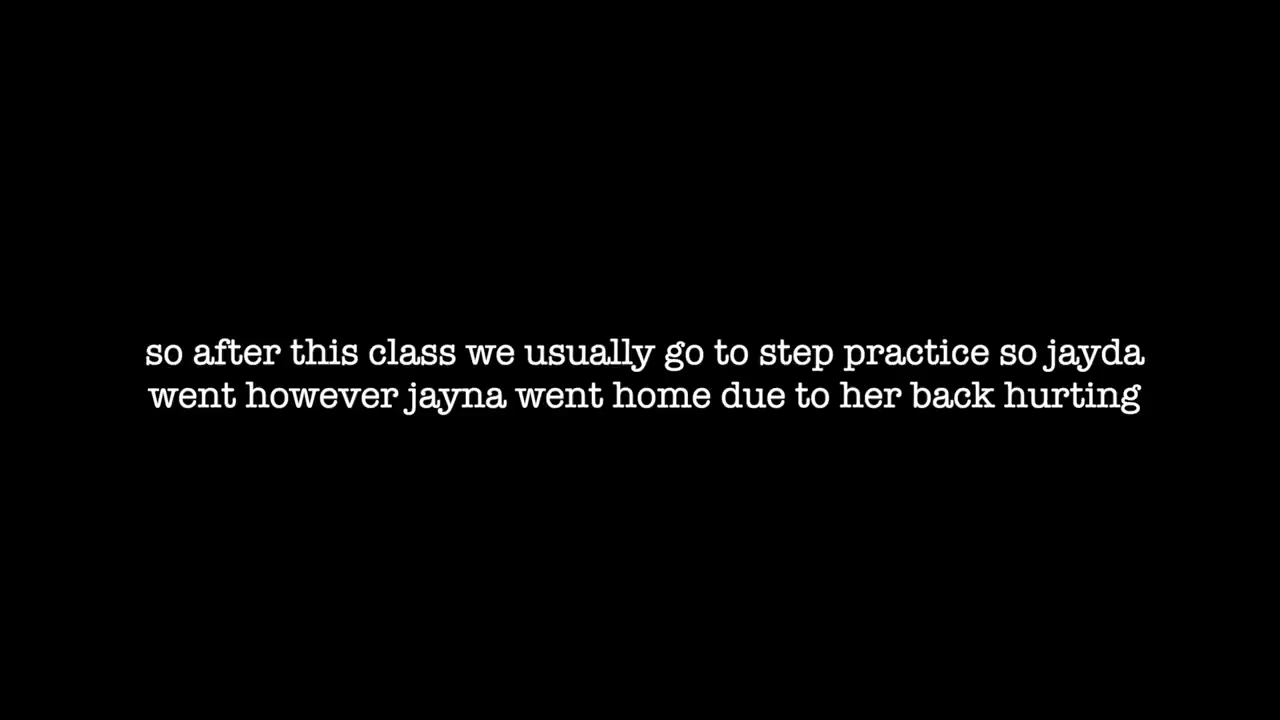 so after this class we usually go to step practice so jayda
went however jayna went home due to her back hurting